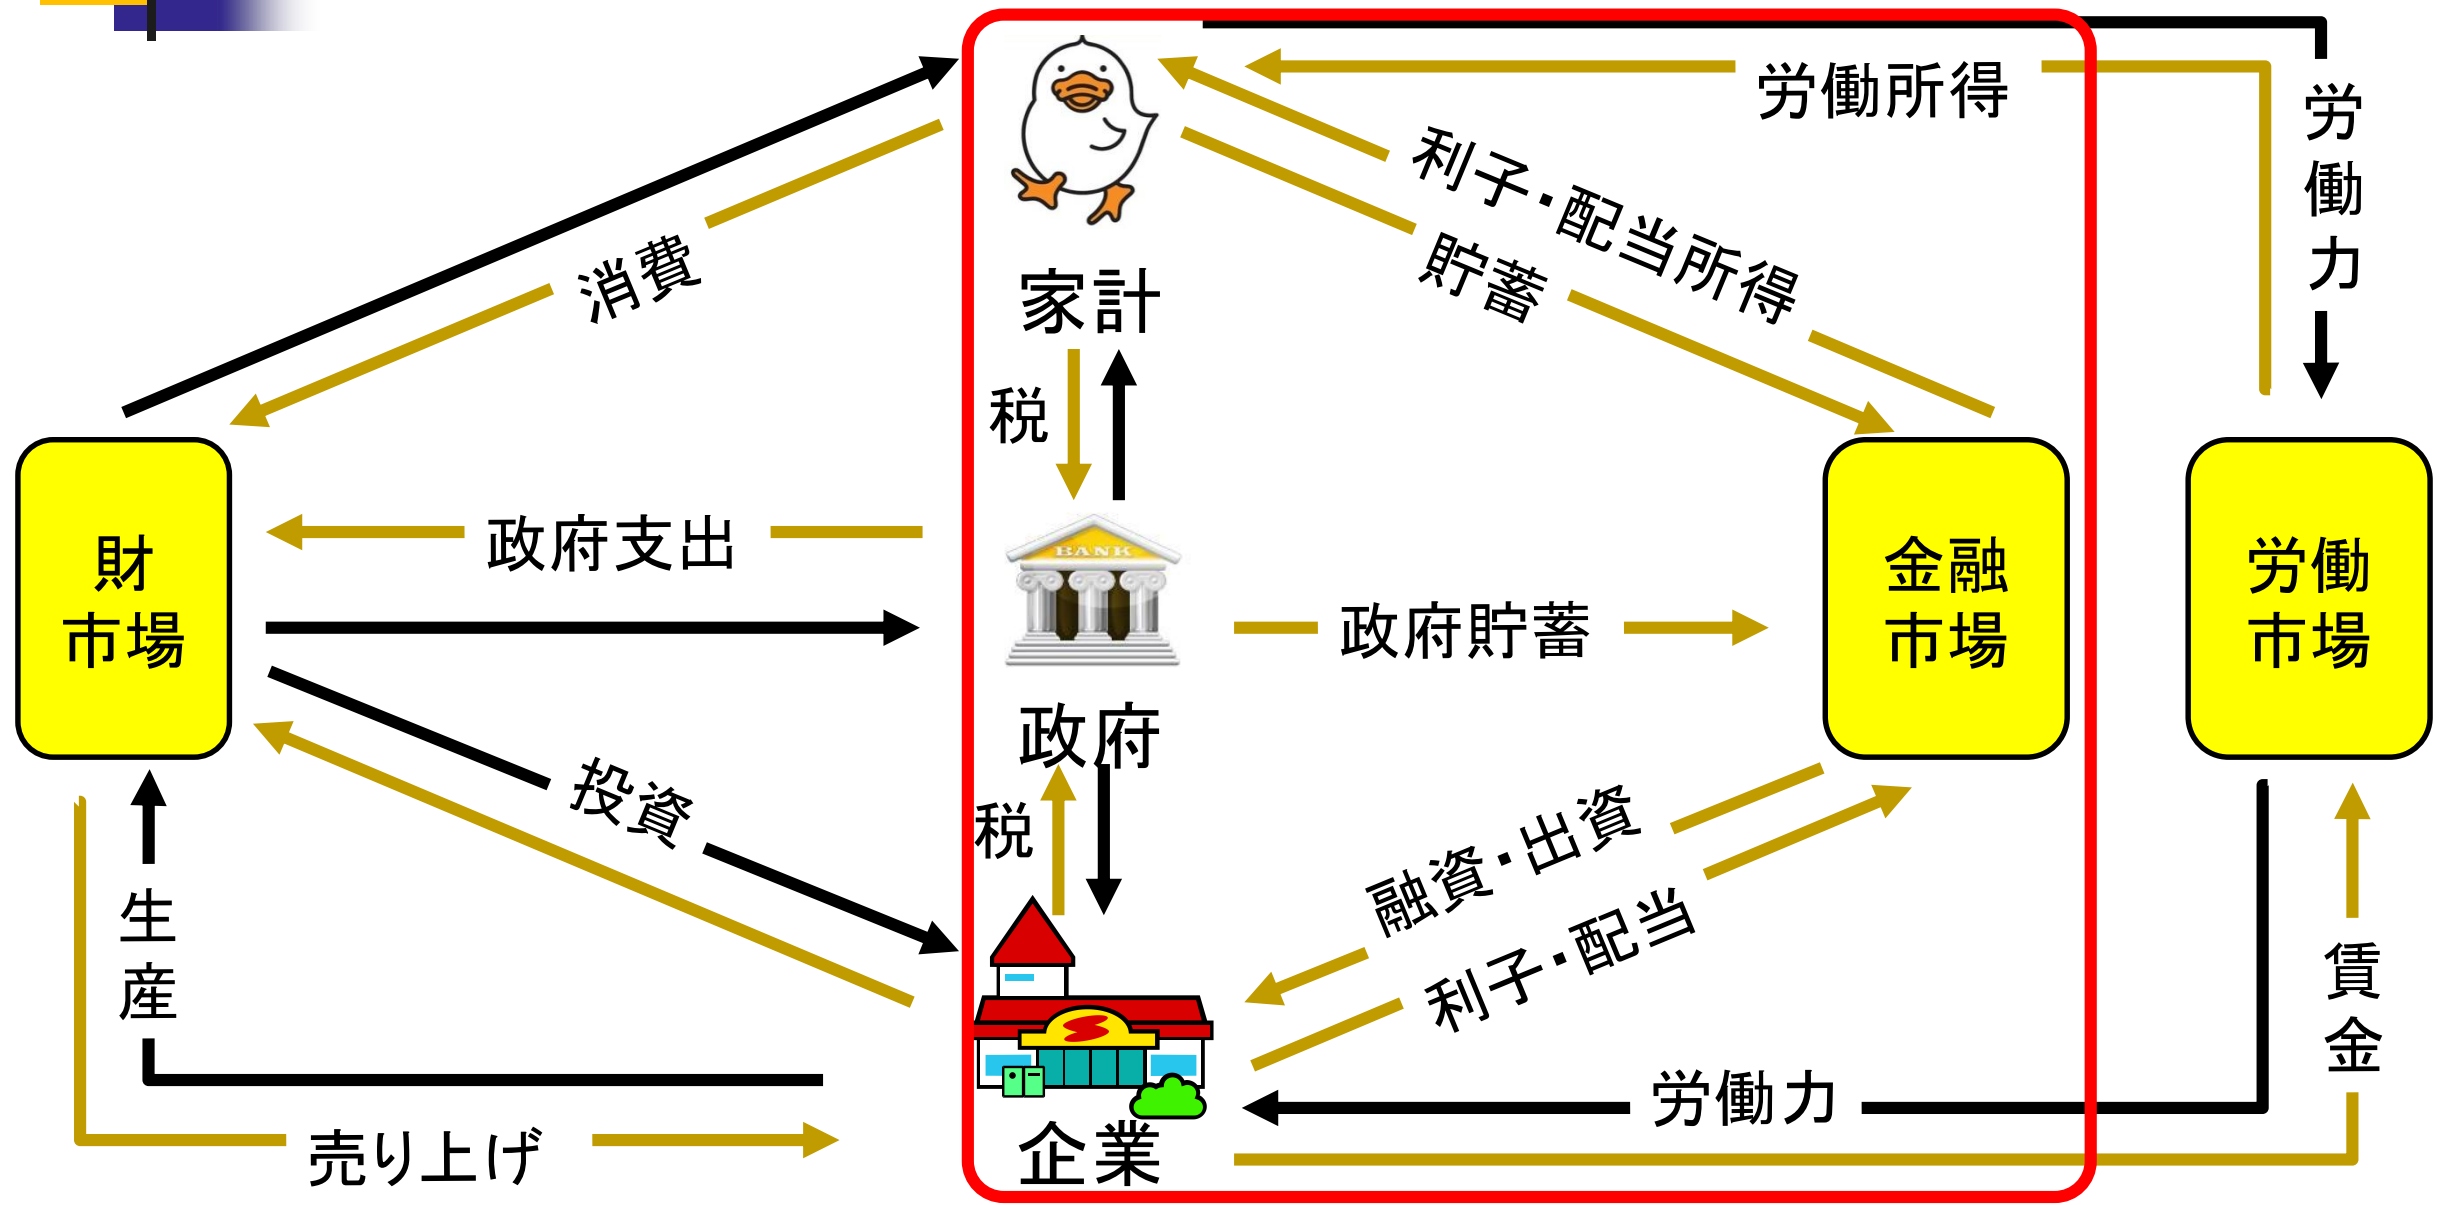 労働所得
労働力
利子・配当所得
貯蓄
消費
家計
税
財
市場
政府支出
BANK
政府貯蓄
金融
市場
労働
市場
政府
投資
税
融資・出資
利子・配当
生産
賃金
労働力
売り上げ
企業